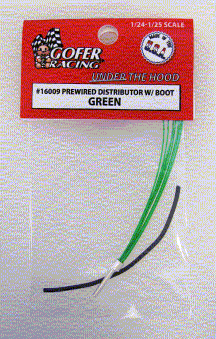 1/24-1/25 SCALE
GOFER
RACING
UNDER THE HOOD
#16009 PREWIRED DISTRIBUTOR W/ BOOT
GREEN